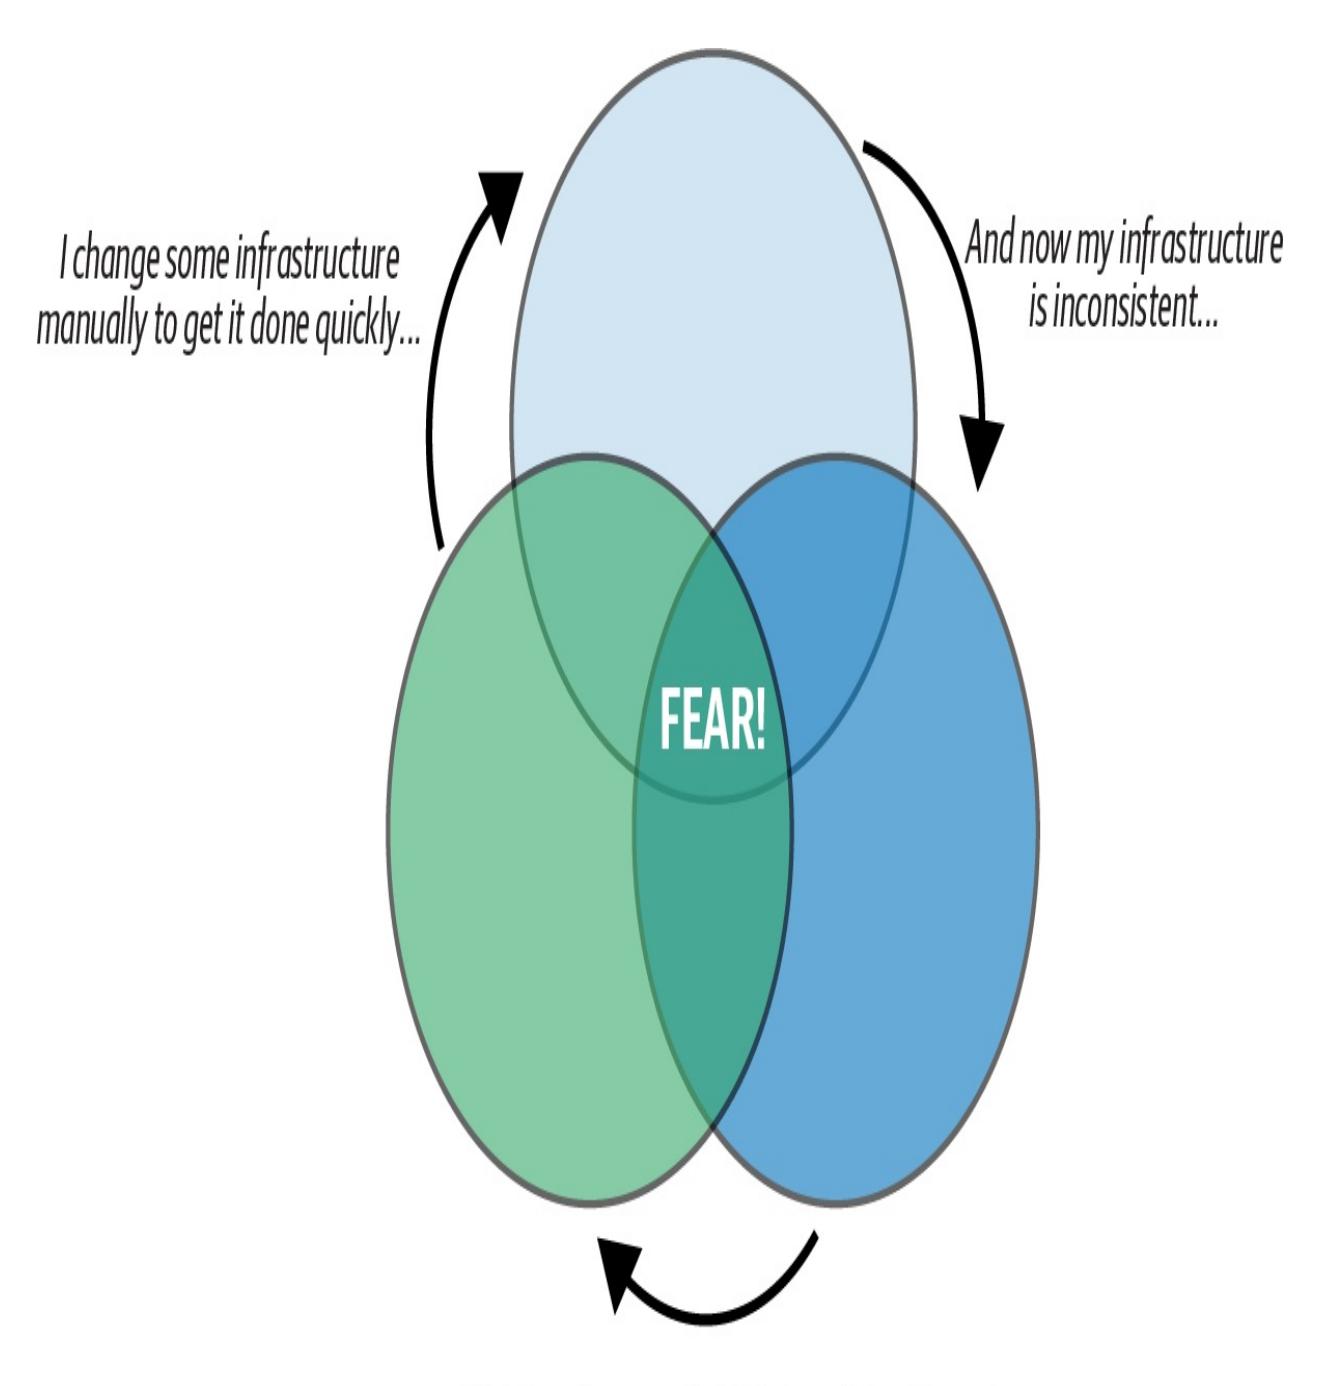 I change some infrastructure
manually to get it done quickly...
And now my infrastructure
is inconsistent...
FEAR!